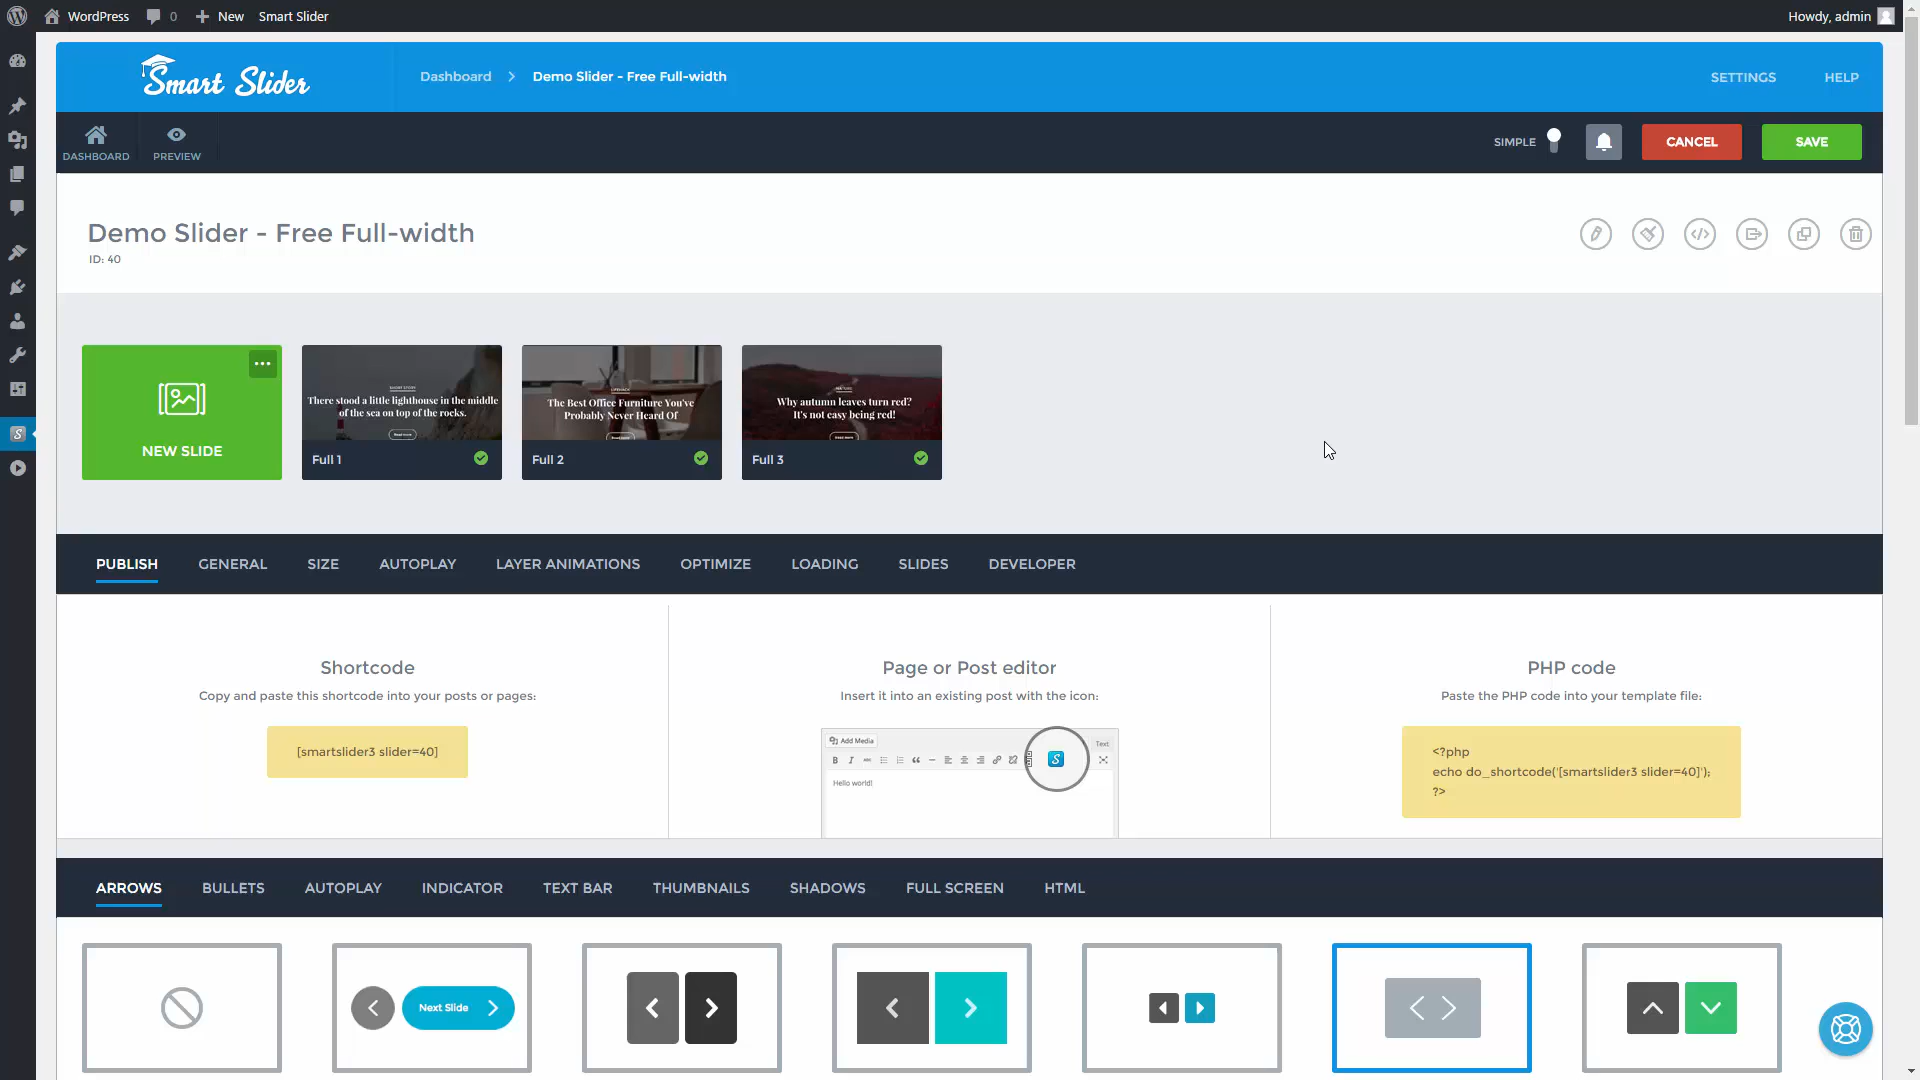 WordPress 0 New Smart Slider Howdy, admin
Smart Slider Dashboard Demo Slider - Free Full-width SETTINGS HELP
DASHBOARD PREVIEW SIMPLE CANCEL SAVE
Demo Slider - Free Full-width
ID: 40
NEW SLIDE
There stood a little lighthouse in the middle
of the sea on top of the rocks.
Read more
Full 1
LIFEHACK
The Best Office Furniture You've
Probably Never Heard Of
Full 2
NATURE
Why autumn leaves turn red?
It's not easy being red!
Full 3
PUBLISH GENERAL SIZE AUTOPLAY LAYER ANIMATIONS OPTIMIZE LOADING SLIDES DEVELOPER
Shortcode
Copy and paste this shortcode into your posts or pages:
[smartslider3 slider=40]
Page or Post editor
Insert it into an existing post with the icon:
Add Media
Text
B I ABC
Hello world!
PHP code
Paste the PHP code into your template file:
<?php
echo do_shortcode('[smartslider3 slider=40]');
?>
ARROWS BULLETS AUTOPLAY INDICATOR TEXT BAR THUMBNAILS SHADOWS FULL SCREEN HTML
Next Slide